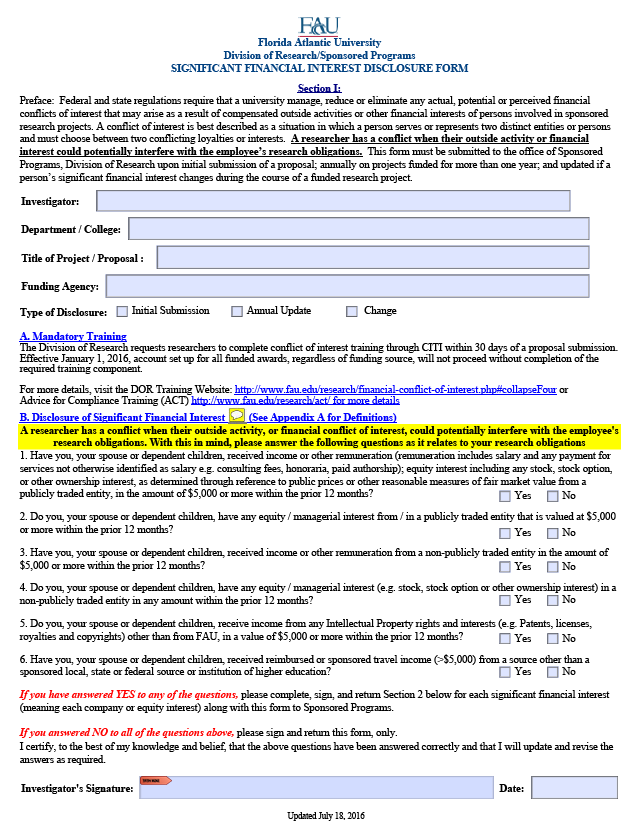 FAU
Florida Atlantic University
Division of Research/Sponsored Programs
SIGNIFICANT FINANCIAL INTEREST DISCLOSURE FORM
Section I:
Preface: Federal and state regulations require that a university manage, reduce or eliminate any actual, potential or perceived financial
conflicts of interest that may arise as a result of compensated outside activities or other financial interests of persons involved in sponsored
research projects. A conflict of interest is best described as a situation in which a person serves or represents two distinct entities or persons
and must choose between two conflicting loyalties or interests. A researcher has a conflict when their outside activity or financial
interest could potentially interfere with the employee's research obligations. This form must be submitted to the office of Sponsored
Programs, Division of Research upon initial submission of a proposal; annually on projects funded for more than one year; and updated if a
person's significant financial interest changes during the course of a funded research project.
Investigator:
Department / College:
Title of Project / Proposal :
Funding Agency:
Type of Disclosure: Initial Submission Annual Update Change
A. Mandatory Training
The Division of Research requests researchers to complete conflict of interest training through CITI within 30 days of a proposal submission.
Effective January 1, 2016, account set up for all funded awards, regardless of funding source, will not proceed without completion of the
required training component.
For more details, visit the DOR Training Website: http://www.fau.edu/research/financial-conflict-of-interest.php#collapseFour or
Advice for Compliance Training (ACT) http://www.fau.edu/research/act/ for more details
B. Disclosure of Significant Financial Interest (See Appendix A for Definitions)
A researcher has a conflict when their outside activity, or financial conflict of interest, could potentially interfere with the employee's
research obligations. With this in mind, please answer the following questions as it relates to your research obligations
1. Have you, your spouse or dependent children, received income or other remuneration (remuneration includes salary and any payment for
services not otherwise identified as salary e.g. consulting fees, honoraria, paid authorship); equity interest including any stock, stock option,
or other ownership interest, as determined through reference to public prices or other reasonable measures of fair market value from a
publicly traded entity, in the amount of $5,000 or more within the prior 12 months? Yes No
2. Do you, your spouse or dependent children, have any equity / managerial interest from / in a publicly traded entity that is valued at $5,000
or more within the prior 12 months? Yes No
3. Have you, your spouse or dependent children, received income or other remuneration from a non-publicly traded entity in the amount of
$5,000 or more within the prior 12 months? Yes No
4. Do you, your spouse or dependent children, have any equity / managerial interest (e.g. stock, stock option or other ownership interest) in a
non-publicly traded entity in any amount within the prior 12 months? Yes No
5. Do you, your spouse or dependent children, receive income from any Intellectual Property rights and interests (e.g. Patents, licenses,
royalties and copyrights) other than from FAU, in a value of $5,000 or more within the prior 12 months? Yes No
6. Have you, your spouse or dependent children, received reimbursed or sponsored travel income (>$5,000) from a source other than a
sponsored local, state or federal source or institution of higher education? Yes No
If you have answered YES to any of the questions, please complete, sign, and return Section 2 below for each significant financial interest
(meaning each company or equity interest) along with this form to Sponsored Programs.
If you answered NO to all of the questions above, please sign and return this form, only.
I certify, to the best of my knowledge and belief, that the above questions have been answered correctly and that I will update and revise the
answers as required.
Investigator's Signature: Date:
Updated July 18, 2016